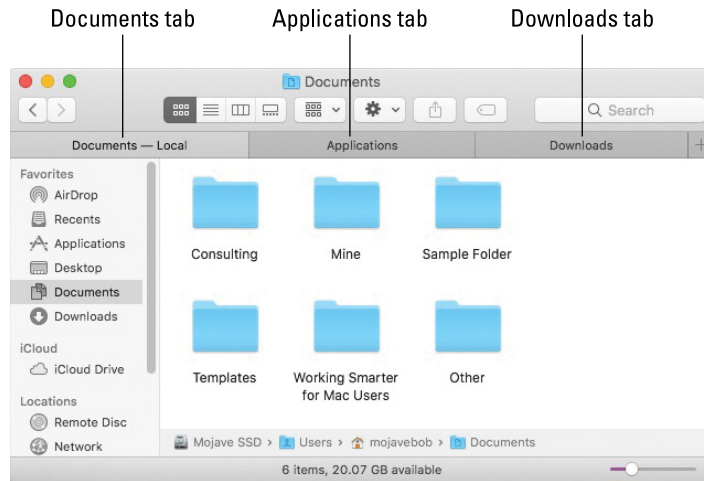 Documents tab
Applications tab
Downloads tab
Documents
Search
Documents — Local
Applications
Downloads
Favorites
AirDrop
Recents
Applications
Desktop
Documents
Downloads
iCloud
iCloud Drive
Locations
Remote Disc
Network
Consulting
Mine
Sample Folder
Templates
Working Smarter
for Mac Users
Other
Mojave SSD › Users › mojavebob › Documents
6 items, 20.07 GB available